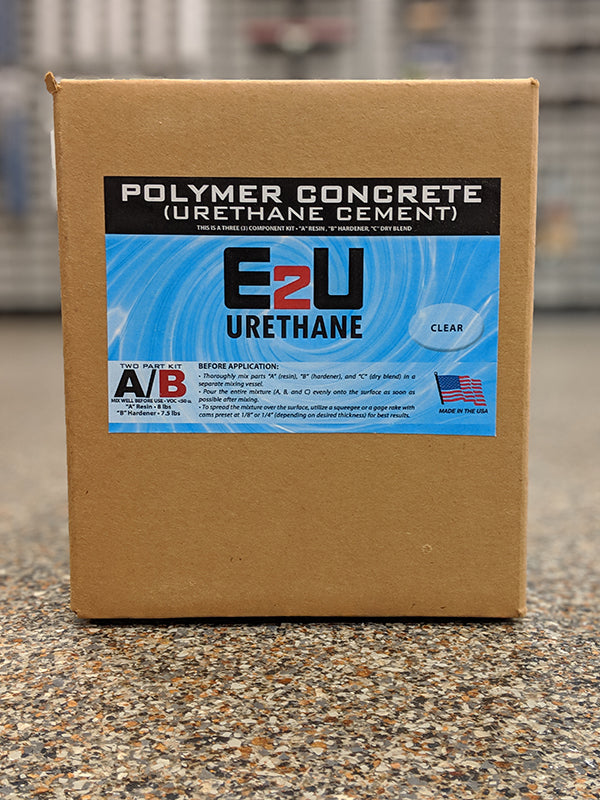 POLYMER CONCRETE
(URETHANE CEMENT)
THIS IS A THREE (3) COMPONENT KIT • "A" RESIN, "B" HARDENER, "C" DRY BLEND
E2U
URETHANE
CLEAR
TWO PART KIT
A/B
MIX WELL BEFORE USE • VOC <50 G.
"A" Resin • 8 lbs
"B" Hardener • 7.5 lbs
BEFORE APPLICATION:
• Thoroughly mix parts "A" (resin), "B" (hardener), and "C" (dry blend) in a
separate mixing vessel.
• Pour the entire mixture (A, B, and C) evenly onto the surface as soon as
possible after mixing.
• To spread the mixture over the surface, utilize a squeegee or a gage rake with
cams preset at 1/8" or 1/4" (depending on desired thickness) for best results.
MADE IN THE USA